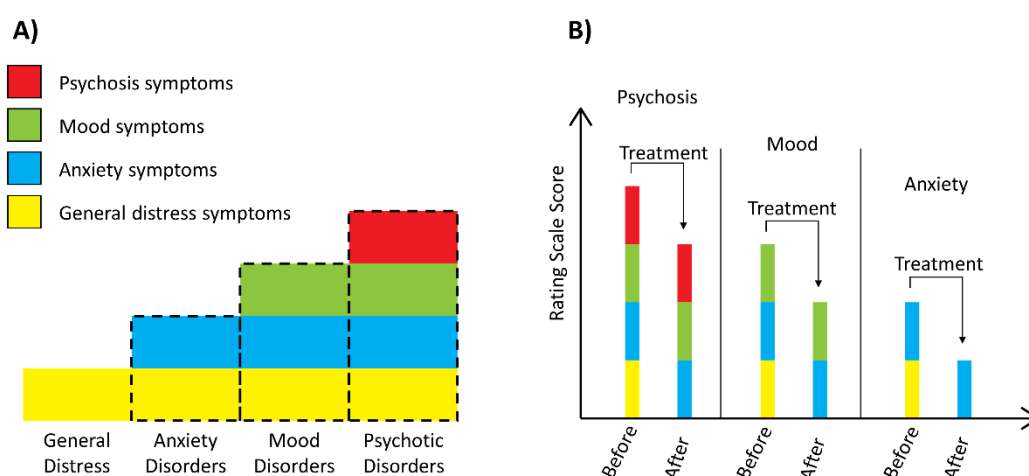 A)
Psychosis symptoms
Mood symptoms
Anxiety symptoms
General distress symptoms
General
Distress
Anxiety
Disorders
Mood
Disorders
Psychotic
Disorders
B)
Rating Scale Score
Psychosis
Treatment
Before
After
Mood
Treatment
Before
After
Anxiety
Treatment
Before
After